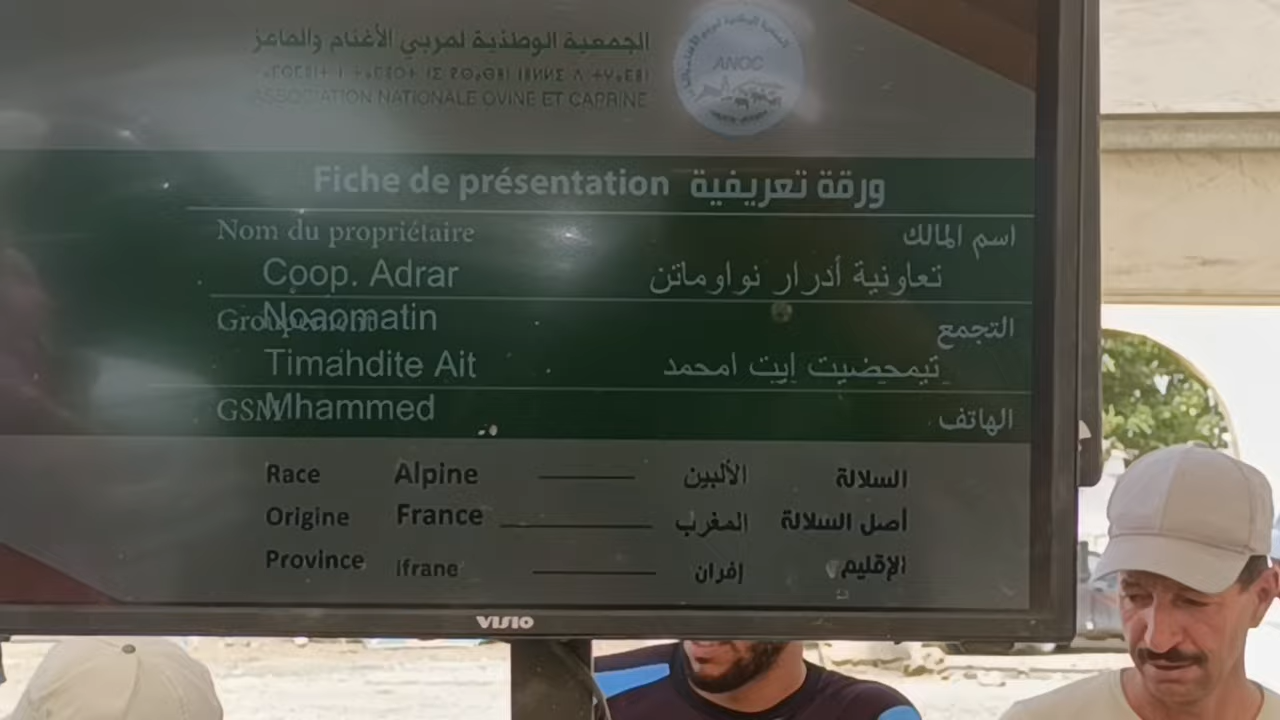 الجمعية الوطنية لمربي الأغنام والماعز
ASSOCIATION NATIONALE OVINE ET CAPRINE
ANOC
Fiche de présentation ورقة تعريفية
Nom du propriétaire اسم المالك
Coop. Adrar تعاونية أدرار نواوماتن
Noaomatin
Groupement التجمع
Timahdite Ait تيمحضيت إيت امحمد
Mhammed
GSM الهاتف
Race Alpine الألبين السلالة
Origine France المغرب أصل السلالة
Province Ifrane إفران الإقليم
VISIO